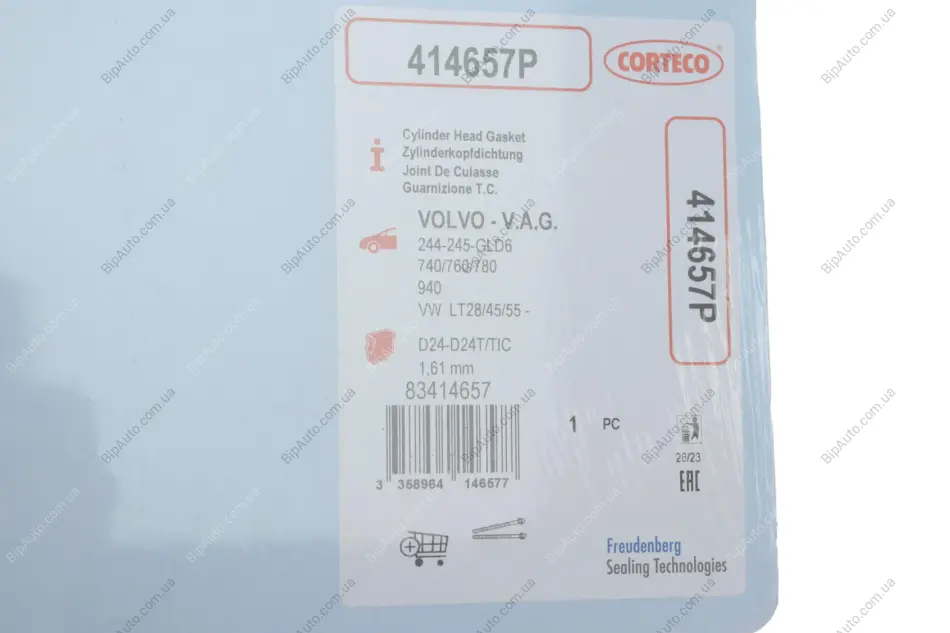 414657P
CORTECO
Cylinder Head Gasket
Zylinderkopfdichtung
Joint De Culasse
Guarnizione T.C.
VOLVO - V.A.G.
244-245-GLD6
740/760/780
940
VW LT28/45/55 -
D24-D24T/TIC
1,61 mm
83414657
414657P
1 PC
26/23
EAC
3 358964 146577
Freudenberg
Sealing Technologies
BipAuto.com.ua